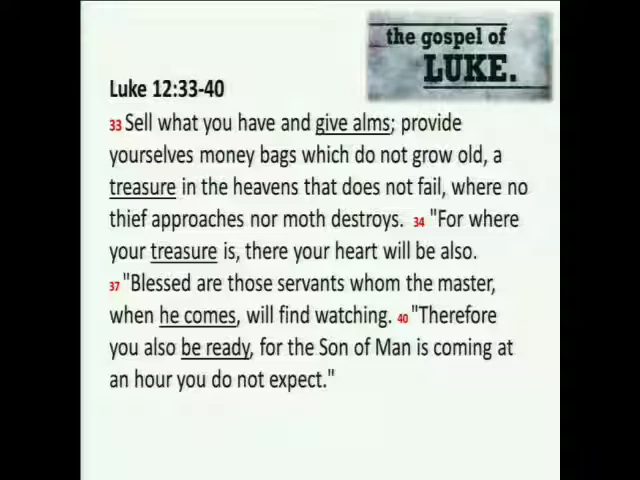 the gospel of
LUKE.
Luke 12:33-40
33 Sell what you have and give alms; provide
yourselves money bags which do not grow old, a
treasure in the heavens that does not fail, where no
thief approaches nor moth destroys. 34 "For where
your treasure is, there your heart will be also.
37 "Blessed are those servants whom the master,
when he comes, will find watching. 40 "Therefore
you also be ready, for the Son of Man is coming at
an hour you do not expect."